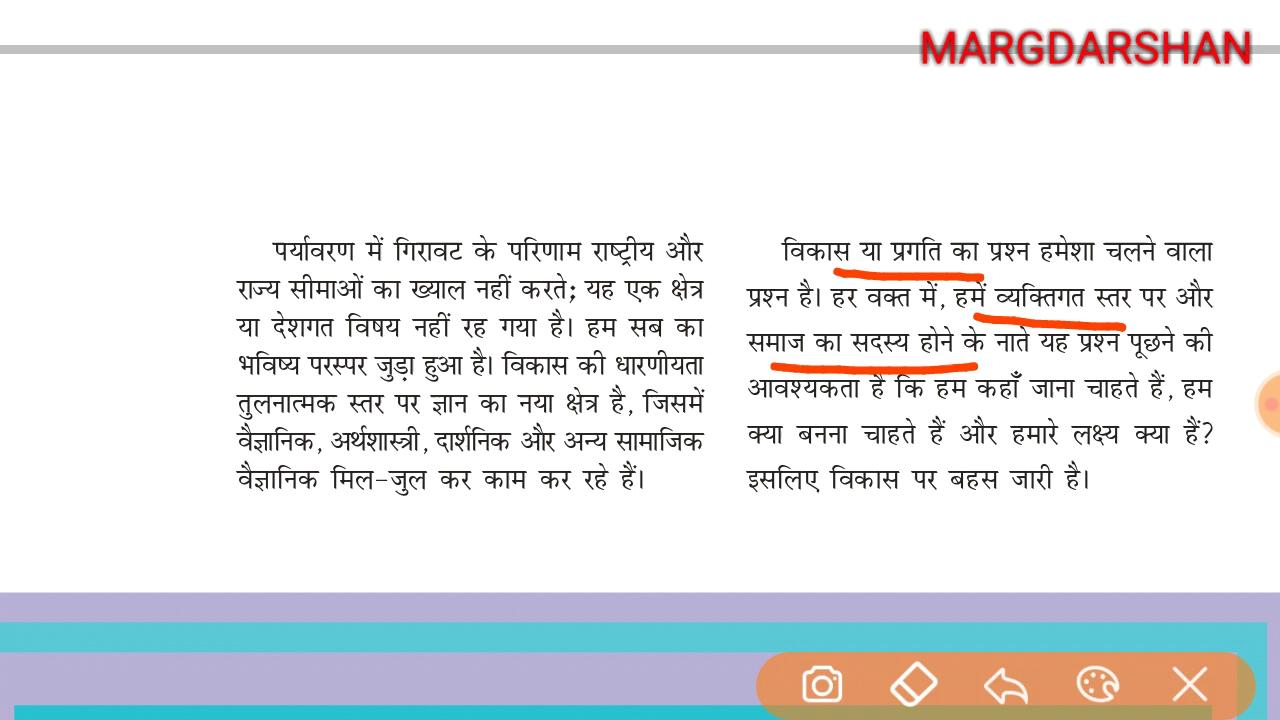 MARGDARSHAN
पर्यावरण में गिरावट के परिणाम राष्ट्रीय और
राज्य सीमाओं का ख्याल नहीं करते; यह एक क्षेत्र
या देशगत विषय नहीं रह गया है। हम सब का
भविष्य परस्पर जुड़ा हुआ है। विकास की धारणीयता
तुलनात्मक स्तर पर ज्ञान का नया क्षेत्र है, जिसमें
वैज्ञानिक, अर्थशास्त्री, दार्शनिक और अन्य सामाजिक
वैज्ञानिक मिल-जुल कर काम कर रहे हैं।
विकास या प्रगति का प्रश्न हमेशा चलने वाला
प्रश्न है। हर वक्त में, हमें व्यक्तिगत स्तर पर और
समाज का सदस्य होने के नाते यह प्रश्न पूछने की
आवश्यकता है कि हम कहाँ जाना चाहते हैं, हम
क्या बनना चाहते हैं और हमारे लक्ष्य क्या हैं?
इसलिए विकास पर बहस जारी है।